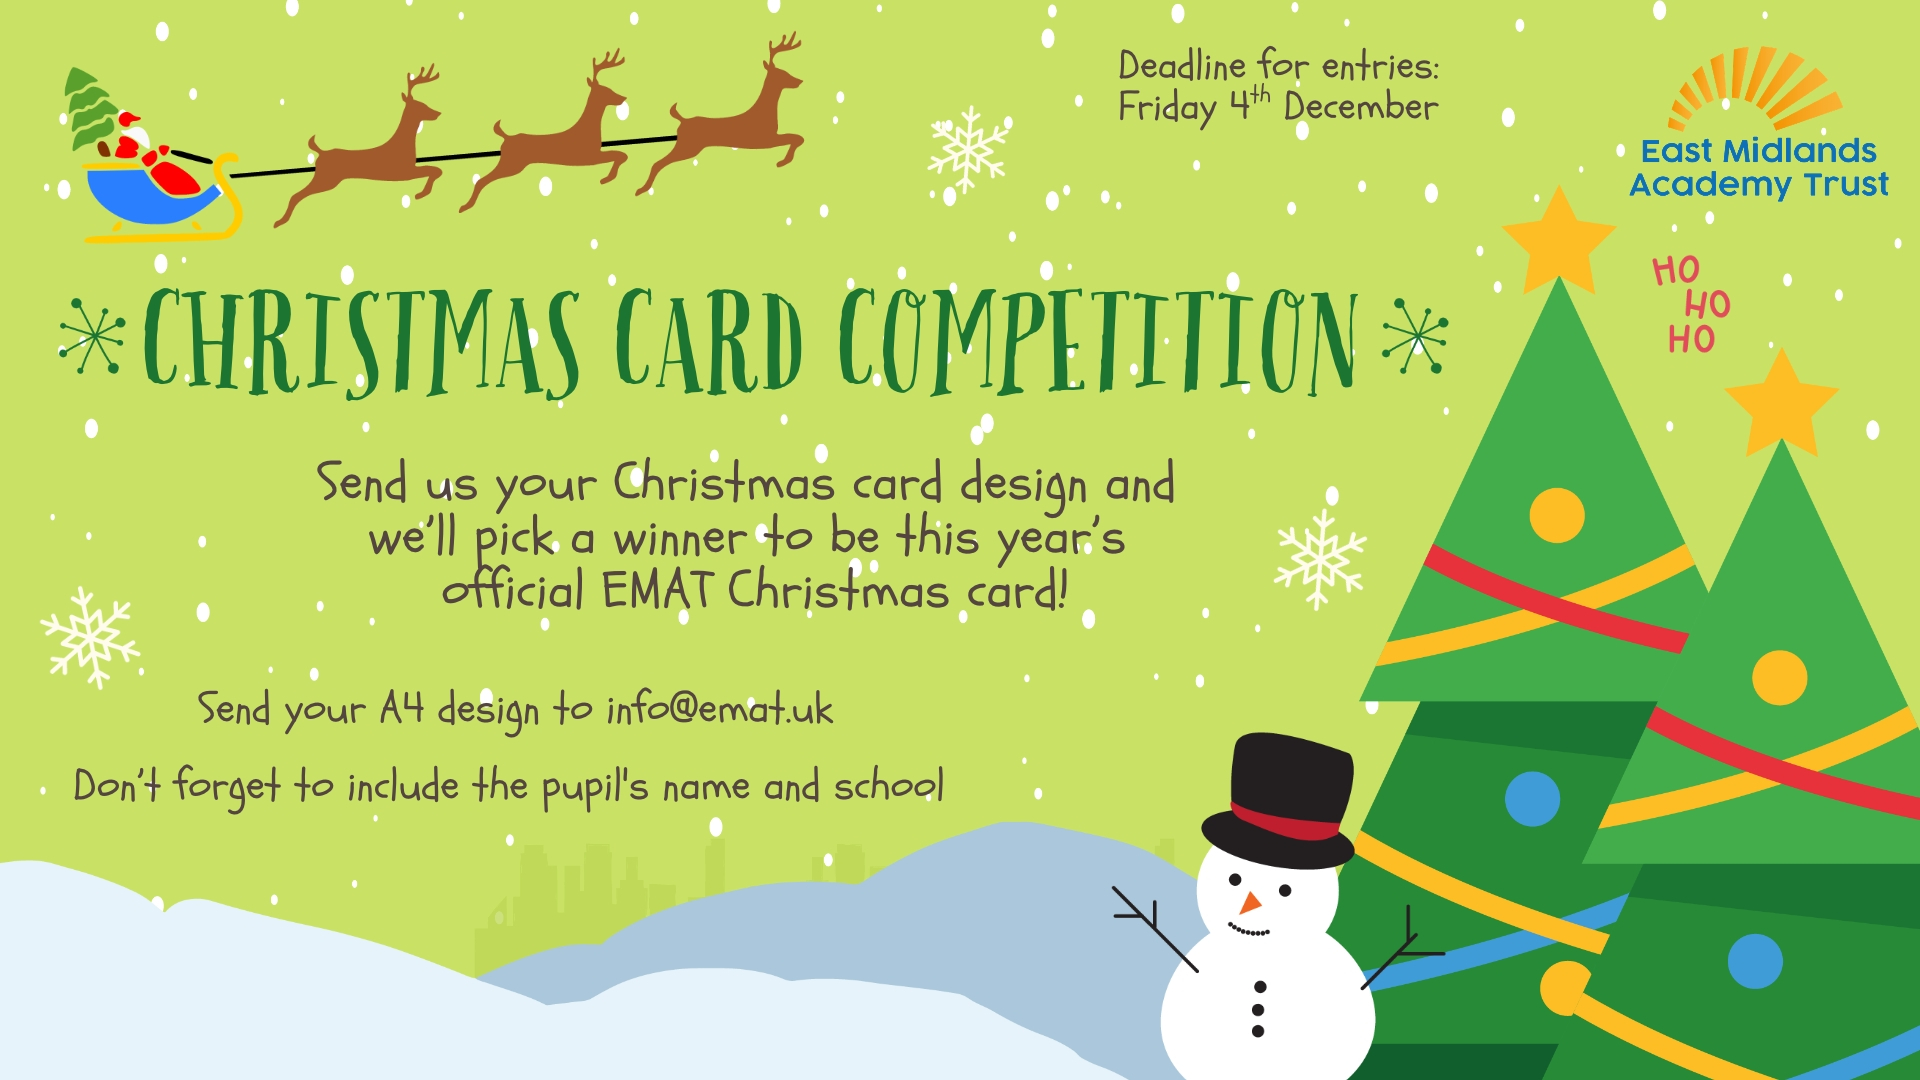 Deadline for entries:
Friday 4th December
East Midlands
Academy Trust
HO
HO
HO
CHRISTMAS CARD COMPETITION
Send us your Christmas card design and
we'll pick a winner to be this year's
official EMAT Christmas card!
Send your A4 design to info@emat.uk
Don't forget to include the pupil's name and school